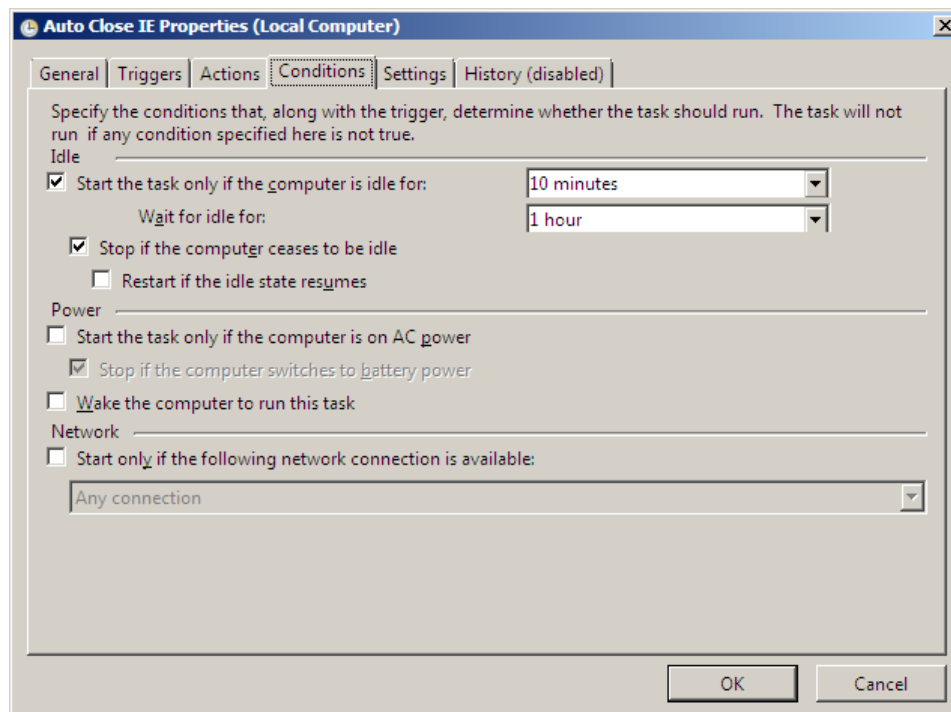 Auto Close IE Properties (Local Computer)
General Triggers Actions Conditions Settings History (disabled)
Specify the conditions that, along with the trigger, determine whether the task should run.  The task will not
run  if any condition specified here is not true.
Idle
Start the task only if the computer is idle for: 10 minutes
Wait for idle for: 1 hour
Stop if the computer ceases to be idle
Restart if the idle state resumes
Power
Start the task only if the computer is on AC power
Stop if the computer switches to battery power
Wake the computer to run this task
Network
Start only if the following network connection is available:
Any connection
OK Cancel